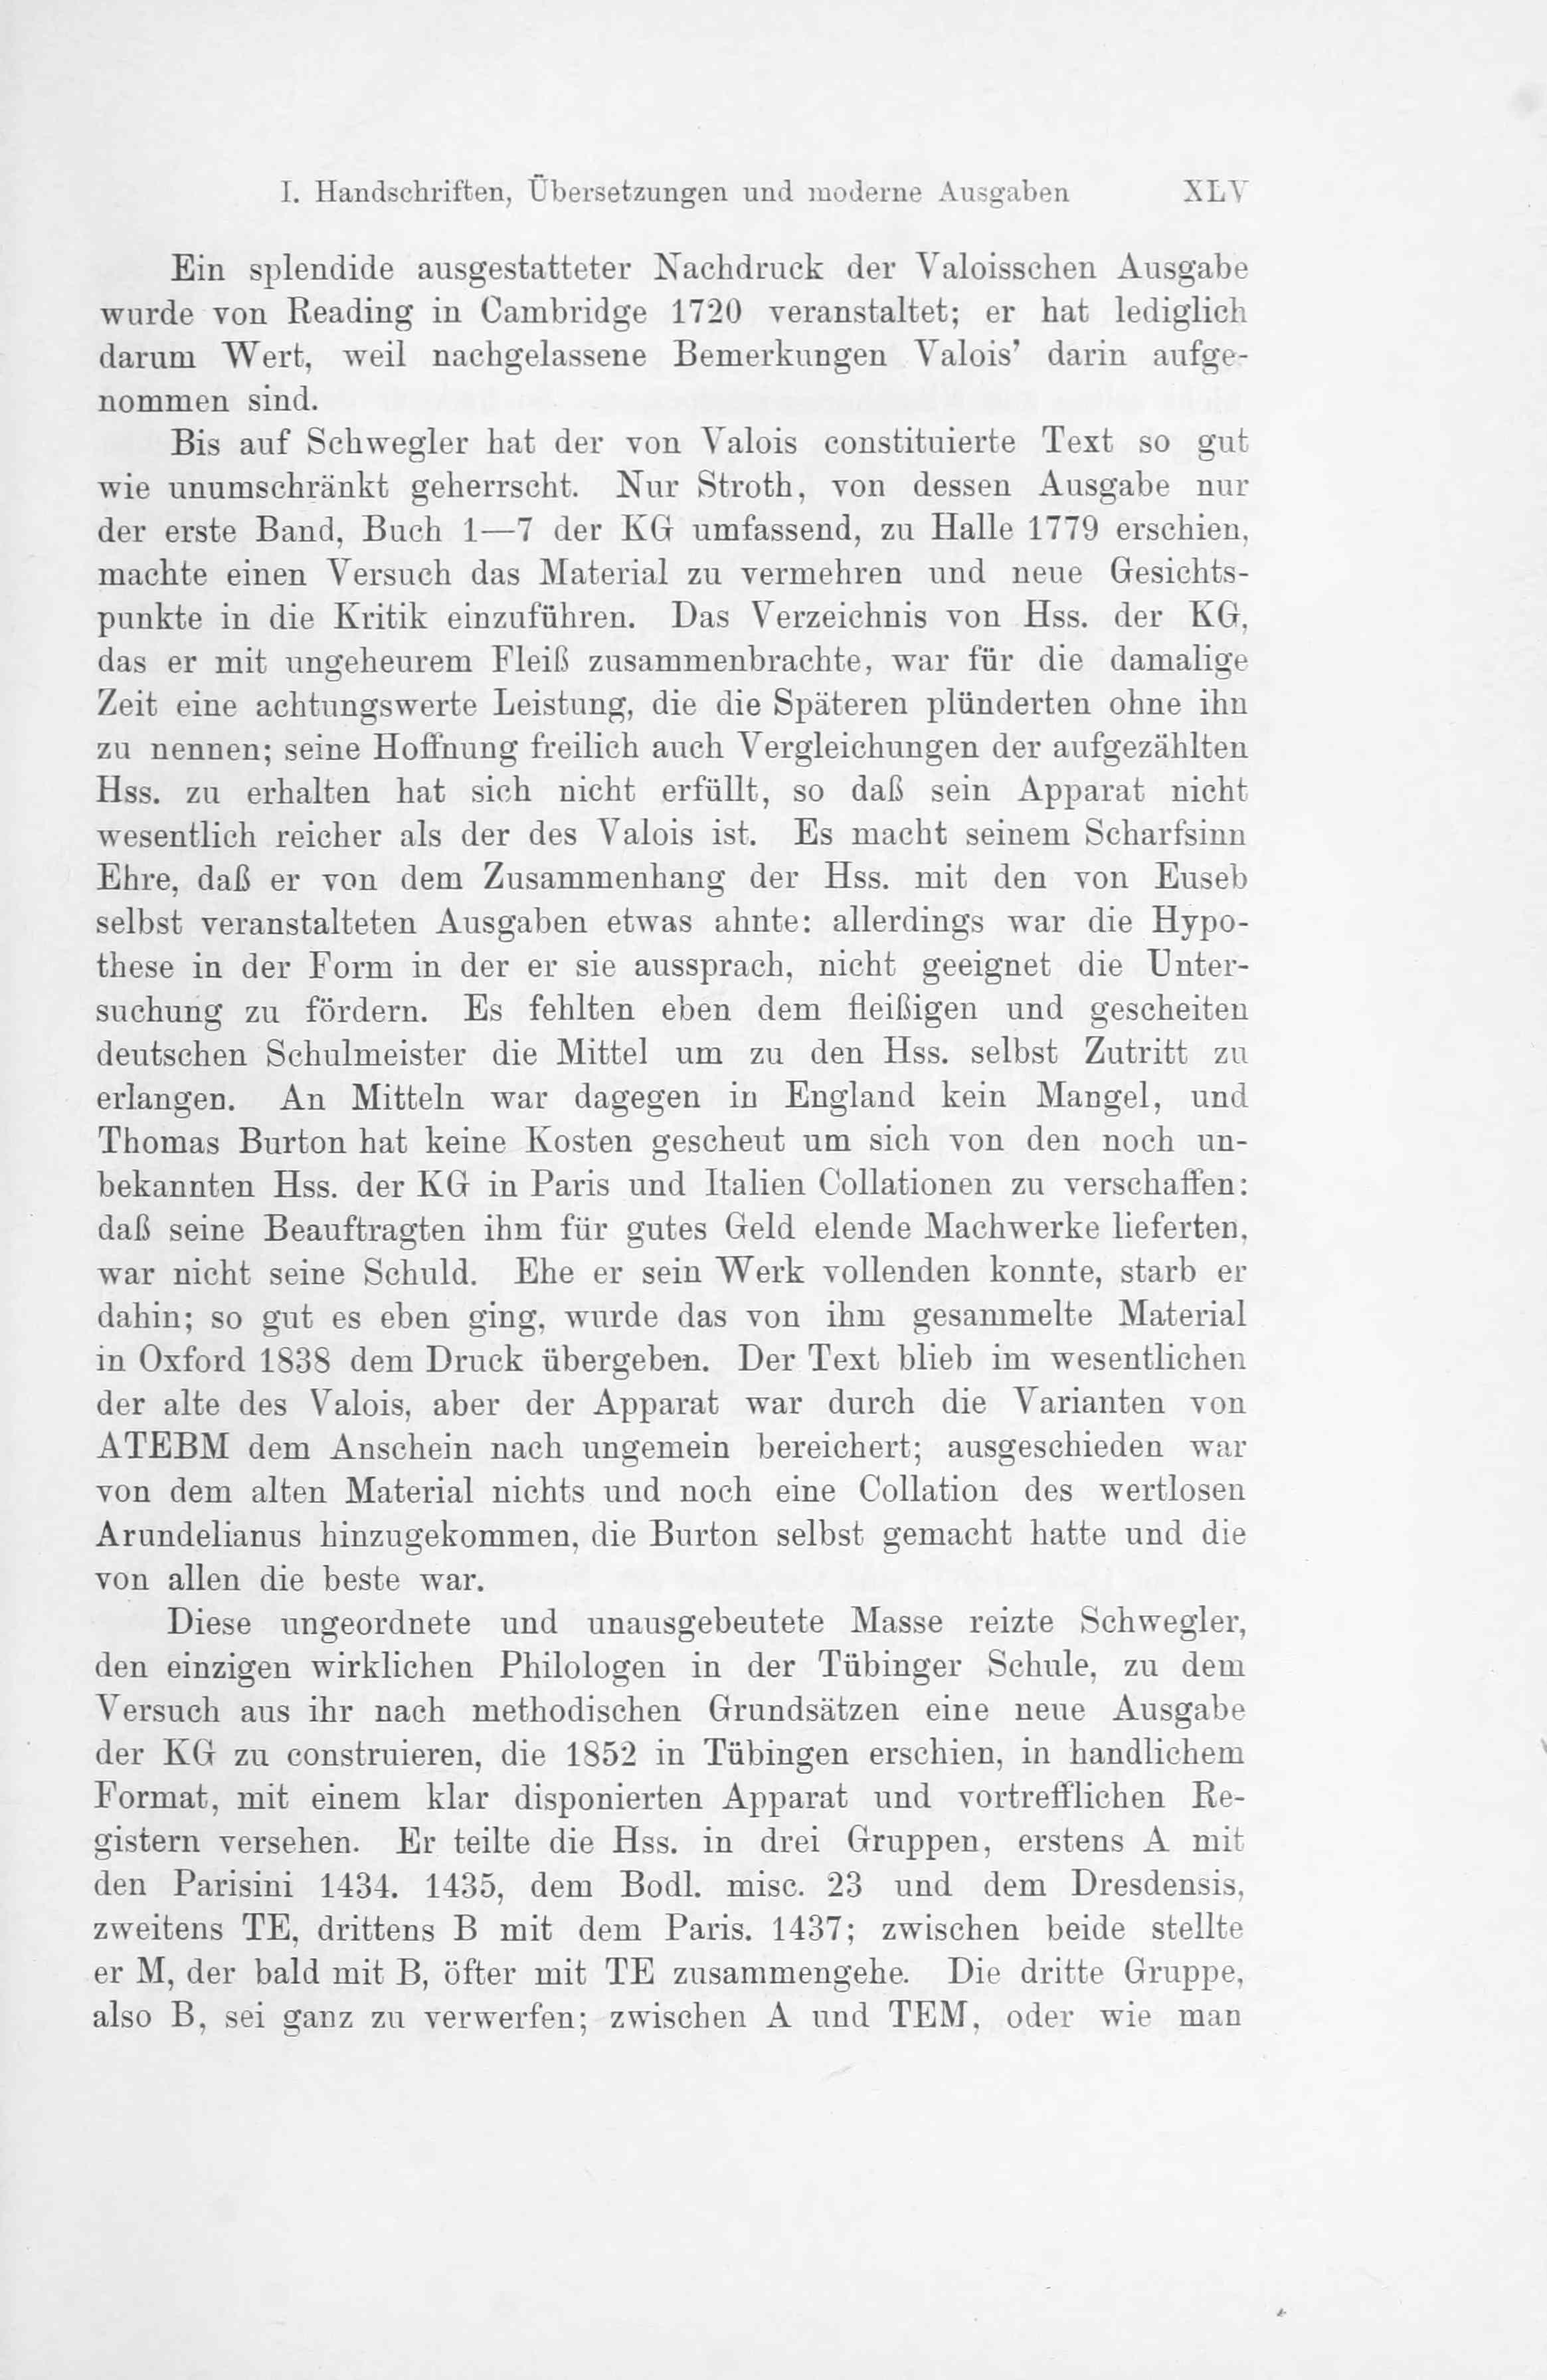 I. Handschriften, Übersetzungen und moderne Ausgaben XLV
Ein splendide ausgestatteter Nachdruck der Valoisschen Ausgabe
wurde von Reading in Cambridge 1720 veranstaltet; er hat lediglich
darum Wert, weil nachgelassene Bemerkungen Valois’ darin aufge-
nommen sind.
Bis auf Schwegler hat der von Valois constituierte Text so gut
wie unumschränkt geherrscht. Nur Stroth, von dessen Ausgabe nur
der erste Band, Buch 1—7 der KG umfassend, zu Halle 1779 erschien,
machte einen Versuch das Material zu vermehren und neue Gesichts-
punkte in die Kritik einzuführen. Das Verzeichnis von Hss. der KG,
das er mit ungeheurem Fleiß zusammenbrachte, war für die damalige
Zeit eine achtungswerte Leistung, die die Späteren plünderten ohne ihn
zu nennen; seine Hoffnung freilich auch Vergleichungen der aufgezählten
Hss. zu erhalten hat sich nicht erfüllt, so daß sein Apparat nicht
wesentlich reicher als der des Valois ist. Es macht seinem Scharfsinn
Ehre, daß er von dem Zusammenhang der Hss. mit den von Euseb
selbst veranstalteten Ausgaben etwas ahnte: allerdings war die Hypo-
these in der Form in der er sie aussprach, nicht geeignet die Unter-
suchung zu fördern. Es fehlten eben dem fleißigen und gescheiten
deutschen Schulmeister die Mittel um zu den Hss. selbst Zutritt zu
erlangen. An Mitteln war dagegen in England kein Mangel, und
Thomas Burton hat keine Kosten gescheut um sich von den noch un-
bekannten Hss. der KG in Paris und Italien Collationen zu verschaffen:
daß seine Beauftragten ihm für gutes Geld elende Machwerke lieferten,
war nicht seine Schuld. Ehe er sein Werk vollenden konnte, starb er
dahin; so gut es eben ging, wurde das von ihm gesammelte Material
in Oxford 1838 dem Druck übergeben. Der Text blieb im wesentlichen
der alte des Valois, aber der Apparat war durch die Varianten von
ATEBM dem Anschein nach ungemein bereichert; ausgeschieden war
von dem alten Material nichts und noch eine Collation des wertlosen
Arundelianus hinzugekommen, die Burton selbst gemacht hatte und die
von allen die beste war.
Diese ungeordnete und unausgebeutete Masse reizte Schwegler,
den einzigen wirklichen Philologen in der Tübinger Schule, zu dem
Versuch aus ihr nach methodischen Grundsätzen eine neue Ausgabe
der KG zu construieren, die 1852 in Tübingen erschien, in handlichem
Format, mit einem klar disponierten Apparat und vortrefflichen Re-
gistern versehen. Er teilte die Hss. in drei Gruppen, erstens A mit
den Parisini 1434. 1435, dem Bodl. misc. 23 und dem Dresdensis,
zweitens TE, drittens B mit dem Paris. 1437; zwischen beide stellte
er M, der bald mit B, öfter mit TE zusammengehe. Die dritte Gruppe,
also B, sei ganz zu verwerfen; zwischen A und TEM, oder wie man